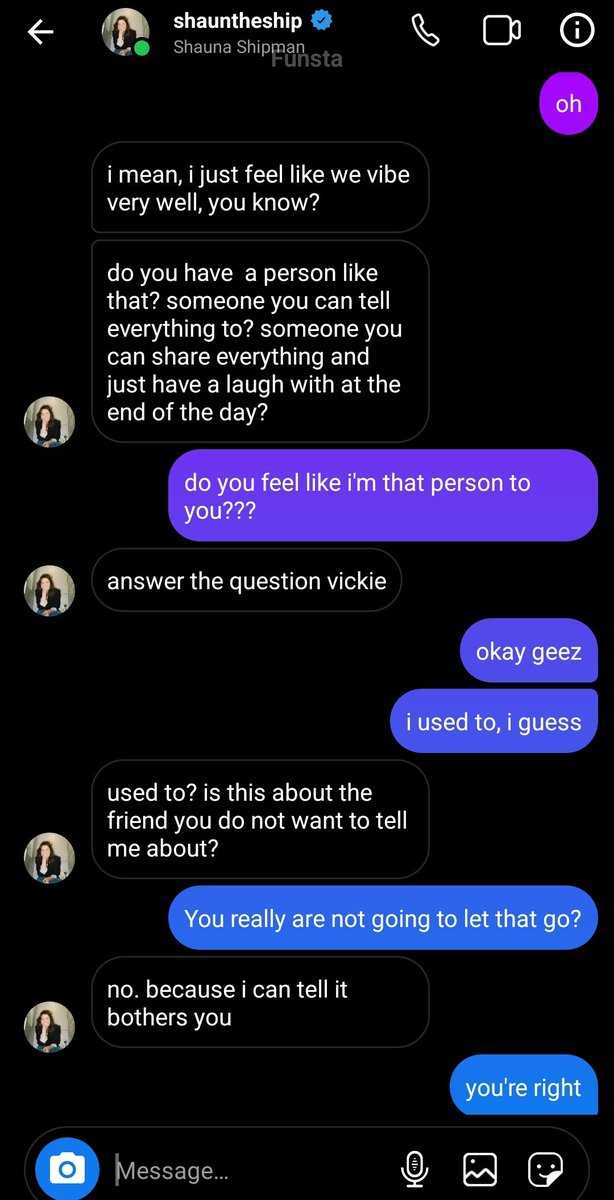 shauntheship
Shauna Shipman
Funsta
oh
i mean, i just feel like we vibe
very well, you know?
do you have  a person like
that? someone you can tell
everything to? someone you
can share everything and
just have a laugh with at the
end of the day?
do you feel like i'm that person to
you???
answer the question vickie
okay geez
i used to, i guess
used to? is this about the
friend you do not want to tell
me about?
You really are not going to let that go?
no. because i can tell it
bothers you
you're right
Message...